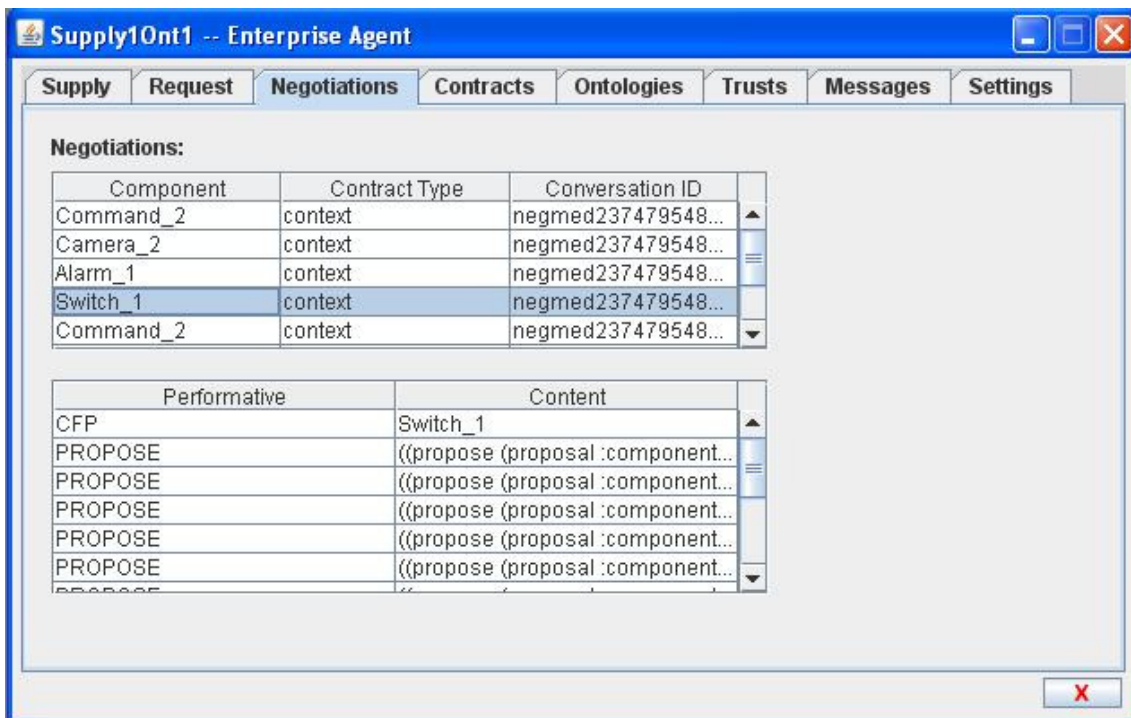 Supply1Ont1 -- Enterprise Agent
Supply Request Negotiations Contracts Ontologies Trusts Messages Settings
Negotiations:
Component Contract Type Conversation ID
Command_2 context negmed237479548...
Camera_2 context negmed237479548...
Alarm_1 context negmed237479548...
Switch_1 context negmed237479548...
Command_2 context negmed237479548...
Performative Content
CFP Switch_1
PROPOSE ((propose (proposal :component...
PROPOSE ((propose (proposal :component...
PROPOSE ((propose (proposal :component...
PROPOSE ((propose (proposal :component...
PROPOSE ((propose (proposal :component...
X